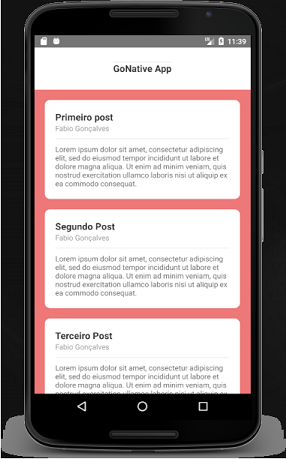 11:39
GoNative App
Primeiro post
Fabio Gonçalves
Lorem ipsum dolor sit amet, consectetur adipiscing
elit, sed do eiusmod tempor incididunt ut labore et
dolore magna aliqua. Ut enim ad minim veniam, quis
nostrud exercitation ullamco laboris nisi ut aliquip ex
ea commodo consequat.
Segundo Post
Fabio Gonçalves
Lorem ipsum dolor sit amet, consectetur adipiscing
elit, sed do eiusmod tempor incididunt ut labore et
dolore magna aliqua. Ut enim ad minim veniam, quis
nostrud exercitation ullamco laboris nisi ut aliquip ex
ea commodo consequat.
Terceiro Post
Fabio Gonçalves
Lorem ipsum dolor sit amet, consectetur adipiscing
elit, sed do eiusmod tempor incididunt ut labore et
dolore magna aliqua. Ut enim ad minim veniam, quis
nostrud exercitation ullamco laboris nisi ut aliquip ex